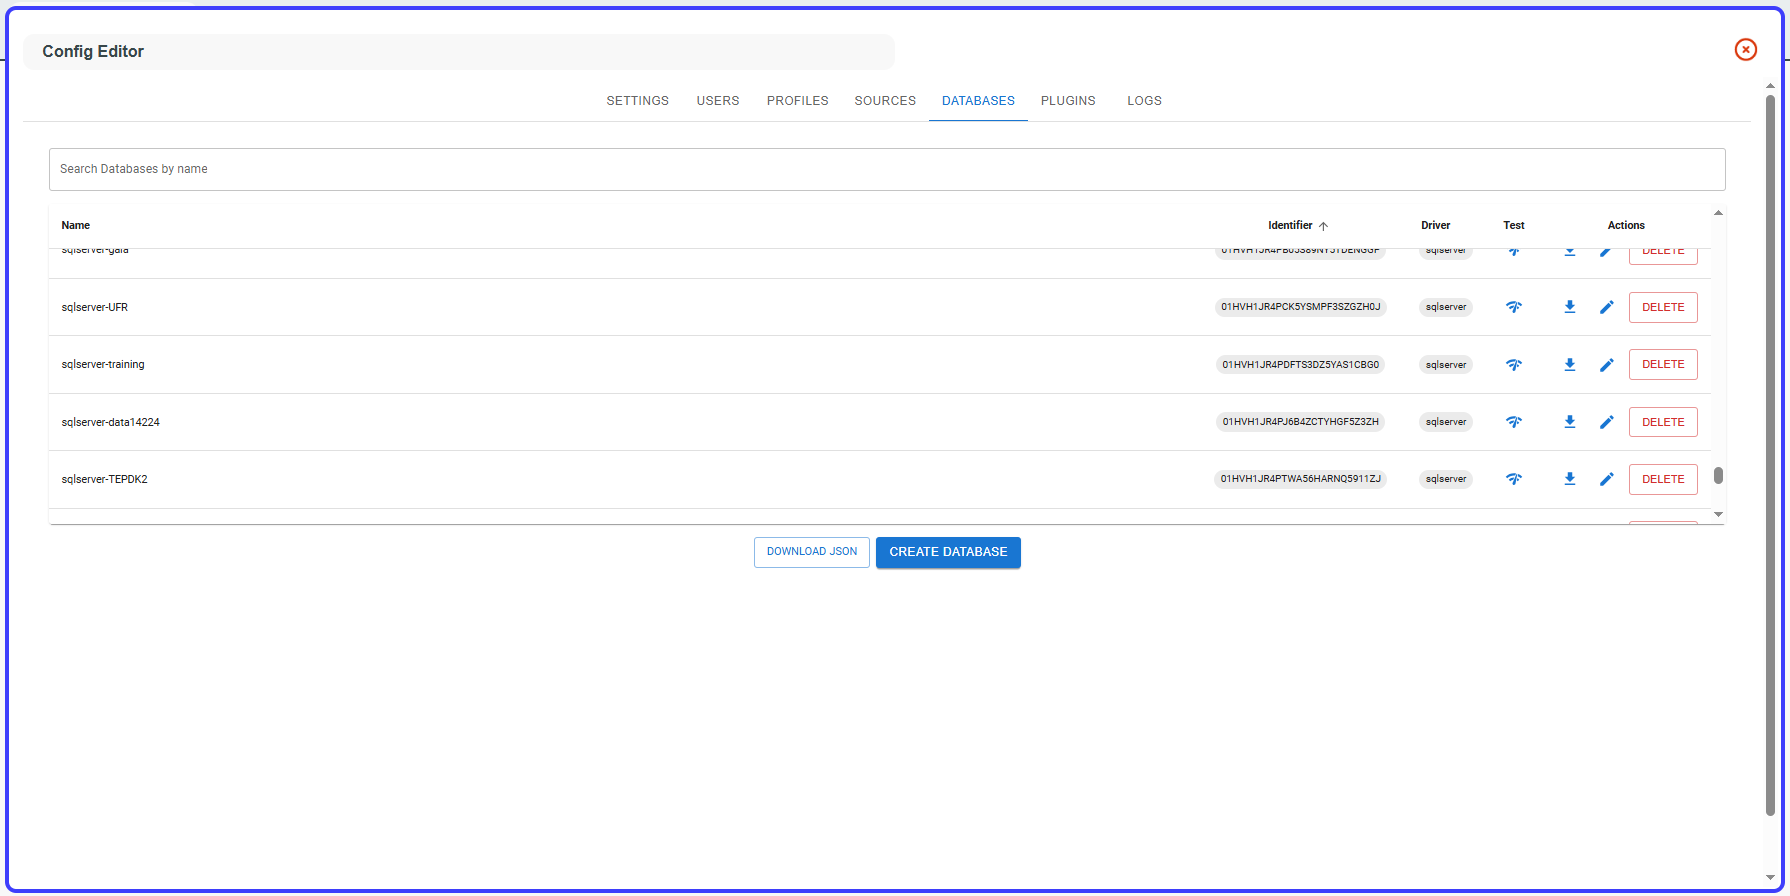 Config Editor
SETTINGS USERS PROFILES SOURCES DATABASES PLUGINS LOGS
Search Databases by name
Name Identifier Driver Test Actions
sqlserver-gaia sqlserver DELETE
sqlserver-UFR 01HVH1JR4PCK5YSMPF3SZGZH0J sqlserver DELETE
sqlserver-training 01HVH1JR4PDFTS3DZ5YAS1CBG0 sqlserver DELETE
sqlserver-data14224 01HVH1JR4PJ6B4ZCTYHGF5Z3ZH sqlserver DELETE
sqlserver-TEPDK2 01HVH1JR4PTWA56HARNQ5911ZJ sqlserver DELETE
DOWNLOAD JSON CREATE DATABASE